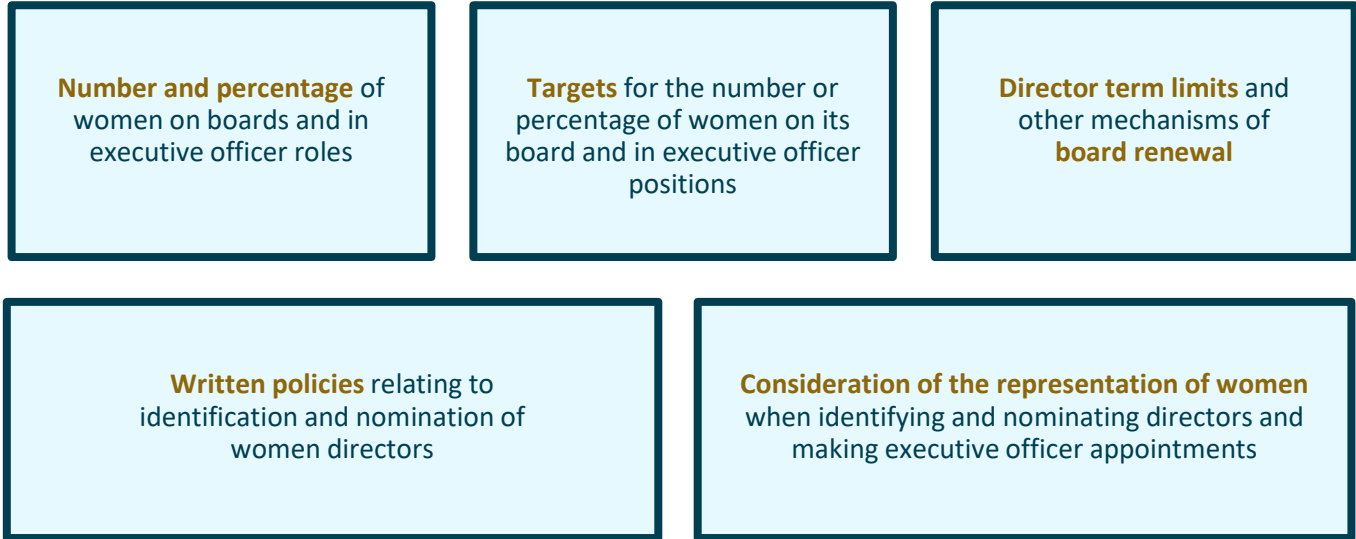 Number and percentage of
women on boards and in
executive officer roles
Targets for the number or
percentage of women on its
board and in executive officer
positions
Director term limits and
other mechanisms of
board renewal
Written policies relating to
identification and nomination of
women directors
Consideration of the representation of women
when identifying and nominating directors and
making executive officer appointments